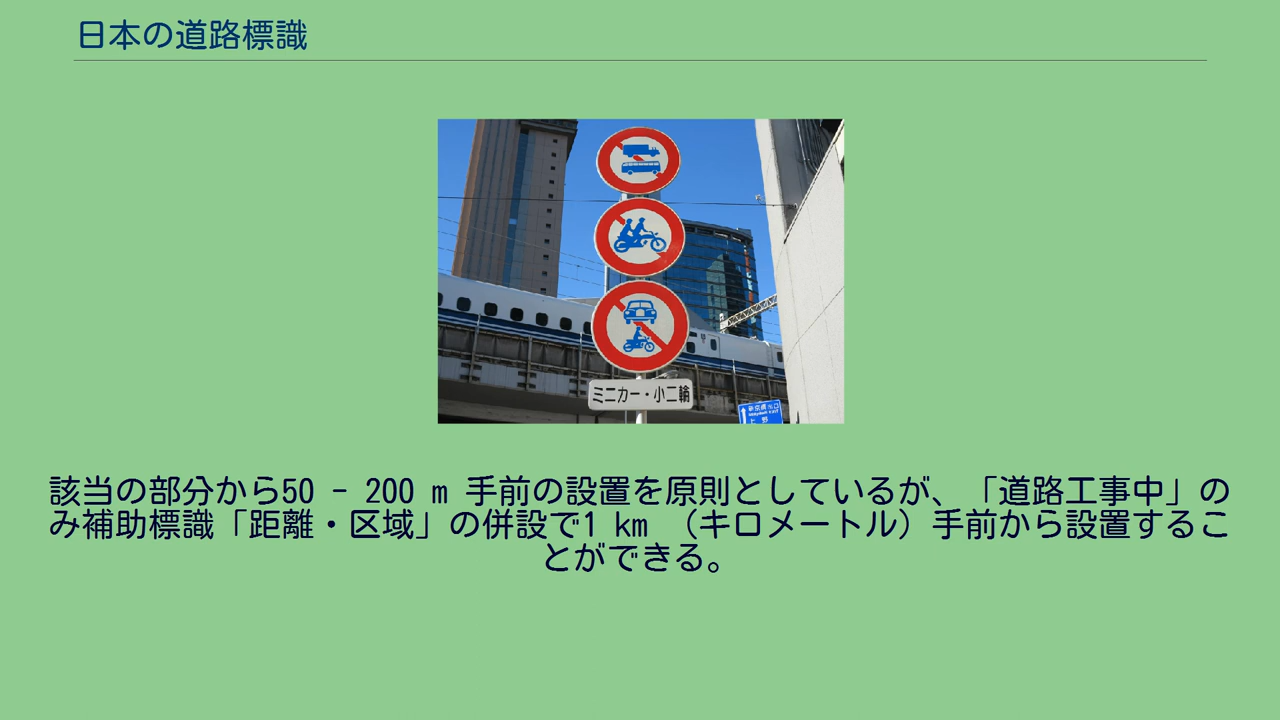 日本の道路標識
ミニカー・小二輪
該当の部分から50 - 200 m 手前の設置を原則としているが、「道路工事中」の
み補助標識「距離・区域」の併設で1 km （キロメートル）手前から設置するこ
とができる。